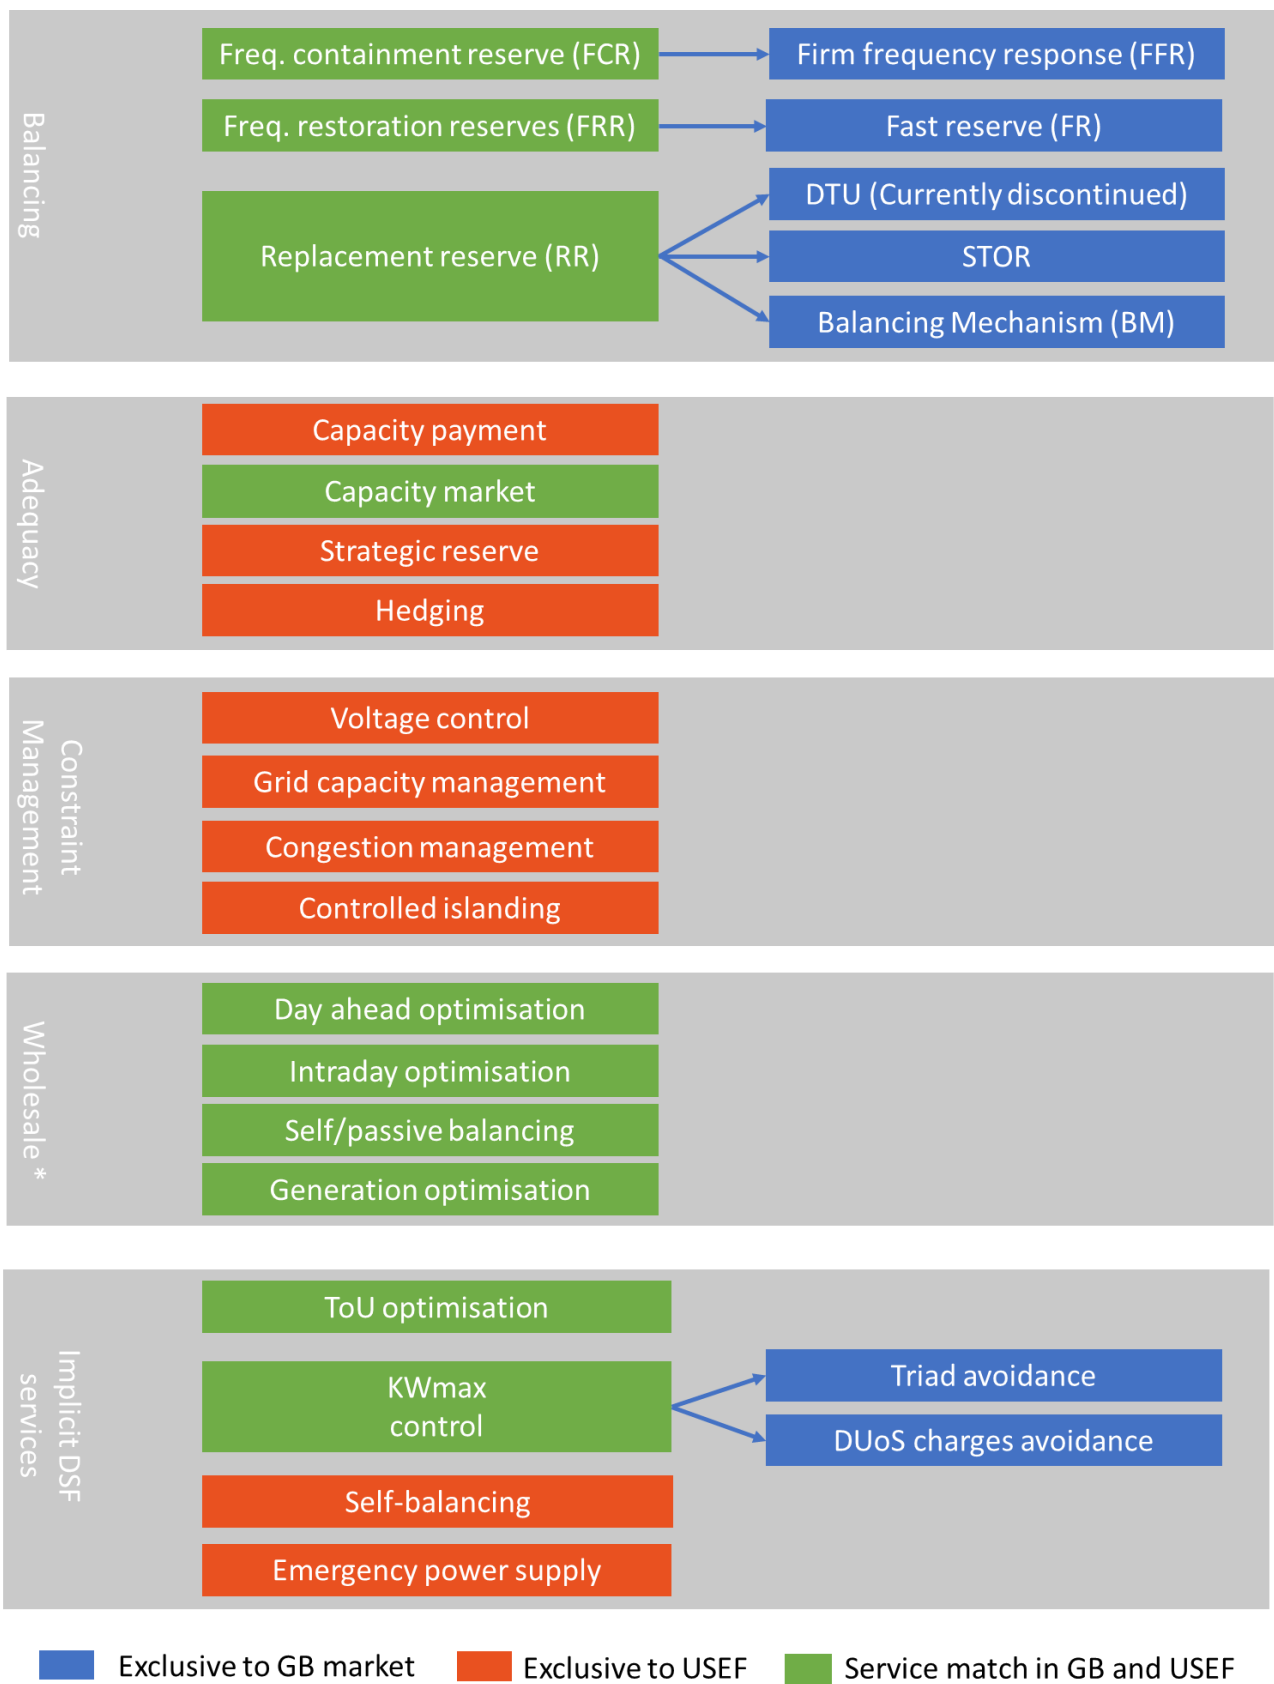 Balancing
Freq. containment reserve (FCR)
Firm frequency response (FFR)
Freq. restoration reserves (FRR)
Fast reserve (FR)
Replacement reserve (RR)
DTU (Currently discontinued)
STOR
Balancing Mechanism (BM)
Adequacy
Capacity payment
Capacity market
Strategic reserve
Hedging
Constraint
Management
Voltage control
Grid capacity management
Congestion management
Controlled islanding
Wholesale *
Day ahead optimisation
Intraday optimisation
Self/passive balancing
Generation optimisation
Implicit DSF
services
ToU optimisation
KWmax
control
Triad avoidance
DUoS charges avoidance
Self-balancing
Emergency power supply
Exclusive to GB market
Exclusive to USEF
Service match in GB and USEF